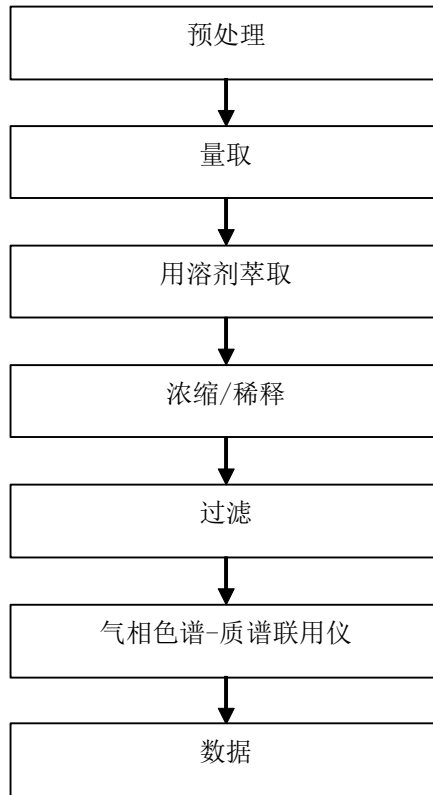 预处理
量取
用溶剂萃取
浓缩/稀释
过滤
气相色谱-质谱联用仪
数据